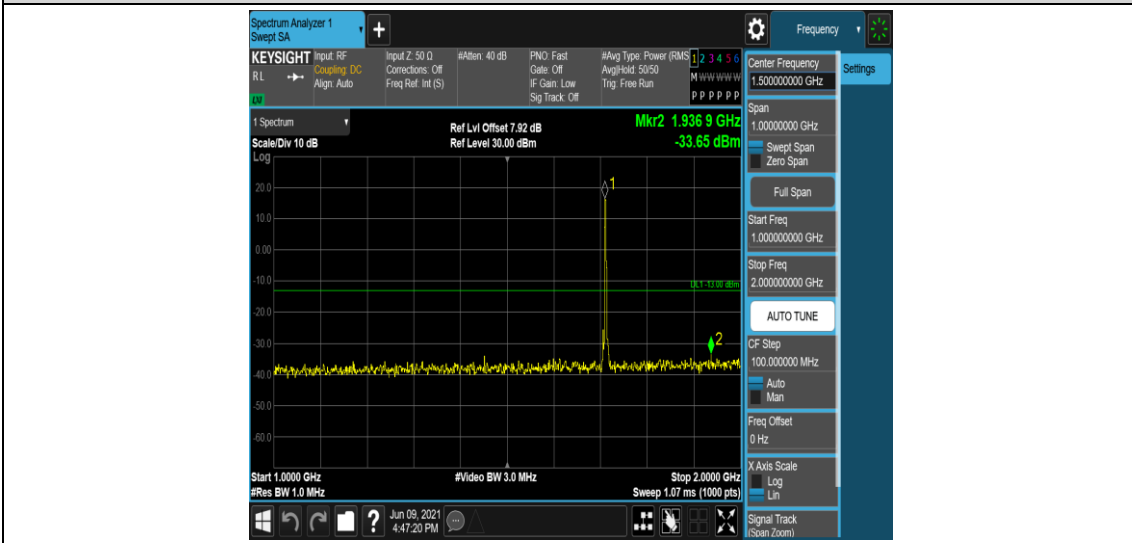 Spectrum Analyzer 1
Swept SA
+
Frequency
KEYSIGHT
RL
LXI
Input: RF
Coupling: DC
Align: Auto
Input Z: 50 Ω
Corrections: Off
Freq Ref: Int (S)
#Atten: 40 dB
PNO: Fast
Gate: Off
IF Gain: Low
Sig Track: Off
#Avg Type: Power (RMS
Avg|Hold: 50/50
Trig: Free Run
1 2 3 4 5 6
M W W W W W
P P P P P P
1 Spectrum
Scale/Div 10 dB
Ref Lvl Offset 7.92 dB
Ref Level 30.00 dBm
Mkr2 1.936 9 GHz
-33.65 dBm
Log
20.0
10.0
0.00
-10.0
-20.0
-30.0
-40.0
-50.0
-60.0
1
DL1 -13.00 dBm
2
Start 1.0000 GHz
#Res BW 1.0 MHz
#Video BW 3.0 MHz
Stop 2.0000 GHz
Sweep 1.07 ms (1000 pts)
?
Jun 09, 2021
4:47:20 PM
Center Frequency
1.500000000 GHz
Settings
Span
1.00000000 GHz
Swept Span
Zero Span
Full Span
Start Freq
1.000000000 GHz
Stop Freq
2.000000000 GHz
AUTO TUNE
CF Step
100.000000 MHz
Auto
Man
Freq Offset
0 Hz
X Axis Scale
Log
Lin
Signal Track
(Span Zoom)